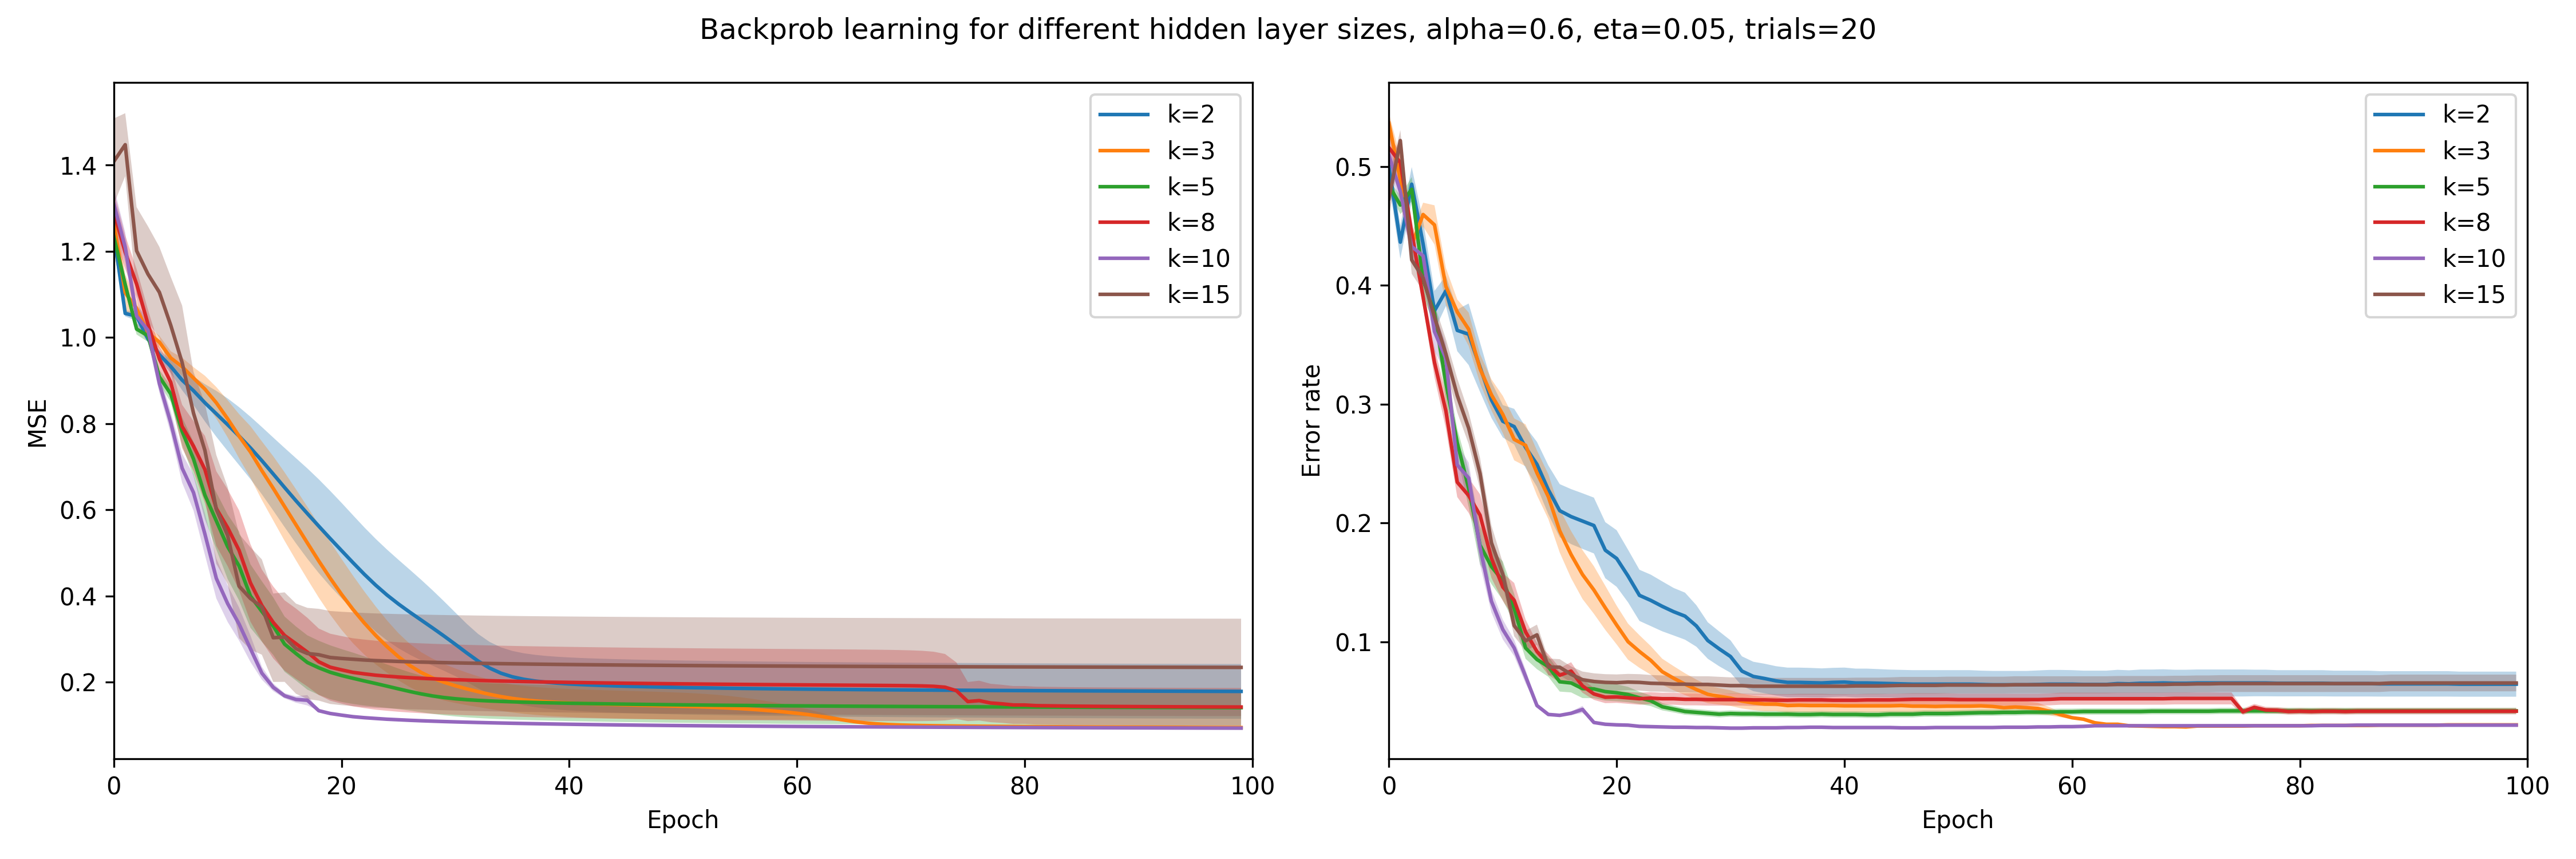 Backprob learning for different hidden layer sizes, alpha=0.6, eta=0.05, trials=20
MSE
1.4
1.2
1.0
0.8
0.6
0.4
0.2
0 20 40 60 80 100
Epoch
k=2
k=3
k=5
k=8
k=10
k=15
Error rate
0.5
0.4
0.3
0.2
0.1
0 20 40 60 80 100
Epoch
k=2
k=3
k=5
k=8
k=10
k=15